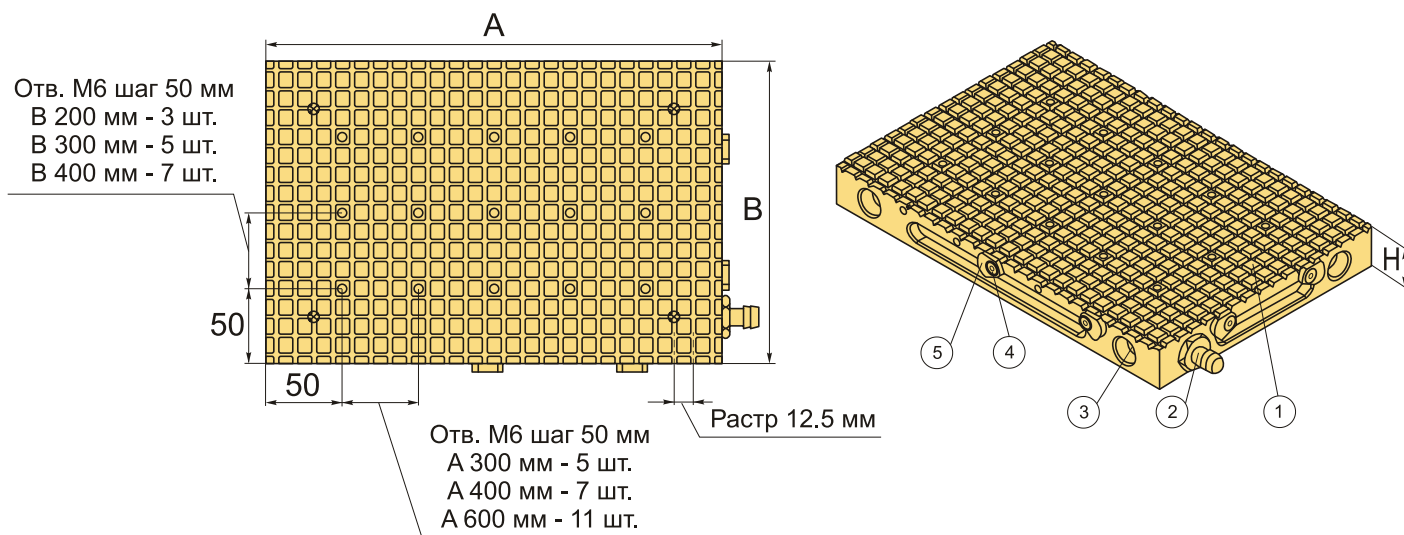 A
Отв. М6 шаг 50 мм
В 200 мм - 3 шт.
В 300 мм - 5 шт.
В 400 мм - 7 шт.
B
H
50
50
Растр 12.5 мм
Отв. М6 шаг 50 мм
А 300 мм - 5 шт.
А 400 мм - 7 шт.
А 600 мм - 11 шт.
5
4
3
2
1